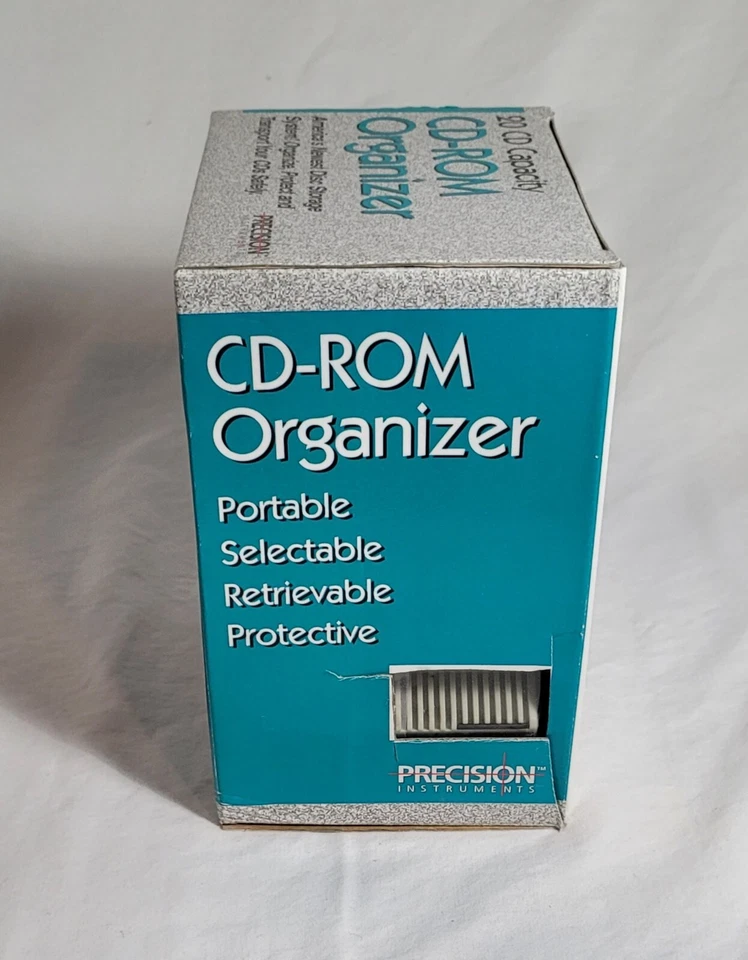 20 CD Capacity
CD-ROM
Organizer
America's Newest Disc Storage
System! Organize, Protect and
Transport Your CDs Safely.
PRECISION
CD-ROM
Organizer
Portable
Selectable
Retrievable
Protective
PRECISION™
INSTRUMENTS